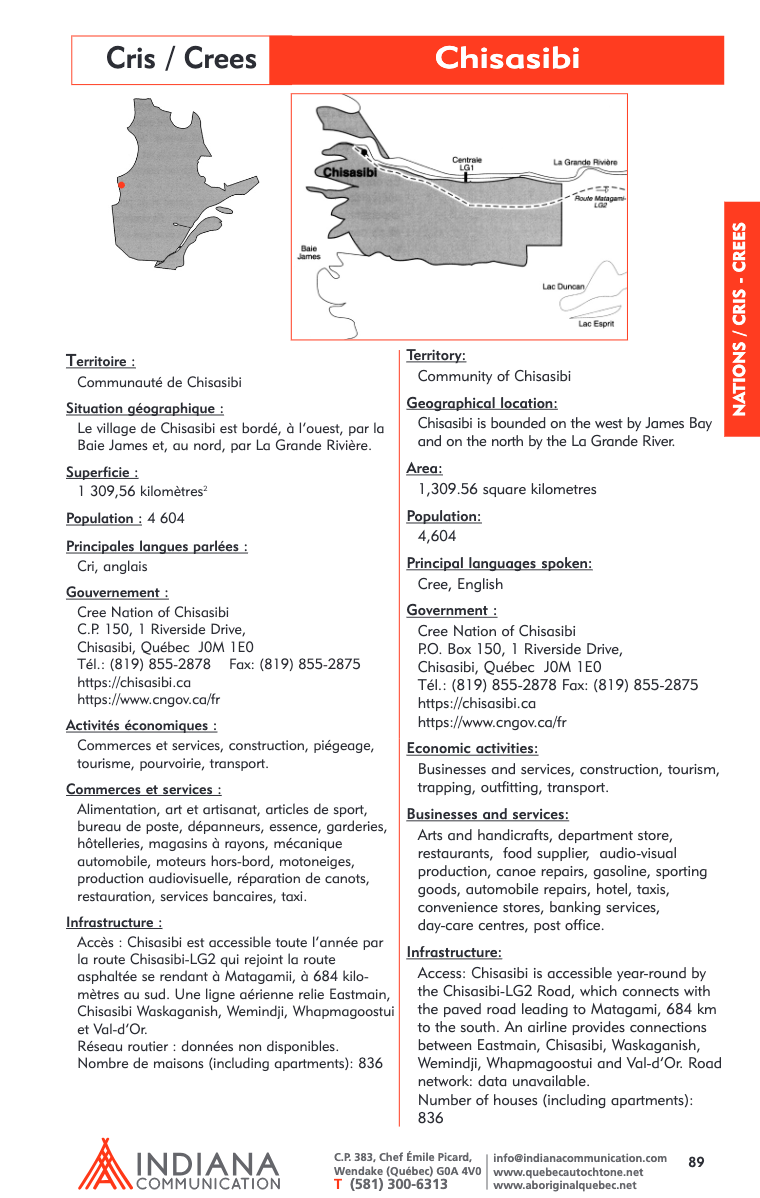 Cris / Crees
Chisasibi
Chisasibi
Centrale
LG1
La Grande Rivière
Route Matagami-
LG2
Baie
James
Lac Duncan
Lac Esprit
NATIONS / CRIS - CREES
Territoire :
Communauté de Chisasibi
Situation géographique :
Le village de Chisasibi est bordé, à l’ouest, par la
Baie James et, au nord, par La Grande Rivière.
Superficie :
1 309,56 kilomètres²
Population : 4 604
Principales langues parlées :
Cri, anglais
Gouvernement :
Cree Nation of Chisasibi
C.P. 150, 1 Riverside Drive,
Chisasibi, Québec J0M 1E0
Tél.: (819) 855-2878 Fax: (819) 855-2875
https://chisasibi.ca
https://www.cngov.ca/fr
Activités économiques :
Commerces et services, construction, piégeage,
tourisme, pourvoirie, transport.
Commerces et services :
Alimentation, art et artisanat, articles de sport,
bureau de poste, dépanneurs, essence, garderies,
hôtelleries, magasins à rayons, mécanique
automobile, moteurs hors-bord, motoneiges,
production audiovisuelle, réparation de canots,
restauration, services bancaires, taxi.
Infrastructure :
Accès : Chisasibi est accessible toute l’année par
la route Chisasibi-LG2 qui rejoint la route
asphaltée se rendant à Matagamii, à 684 kilo-
mètres au sud. Une ligne aérienne relie Eastmain,
Chisasibi Waskaganish, Wemindji, Whapmagoostui
et Val-d’Or.
Réseau routier : données non disponibles.
Nombre de maisons (including apartments): 836
Territory:
Community of Chisasibi
Geographical location:
Chisasibi is bounded on the west by James Bay
and on the north by the La Grande River.
Area:
1,309.56 square kilometres
Population:
4,604
Principal languages spoken:
Cree, English
Government :
Cree Nation of Chisasibi
P.O. Box 150, 1 Riverside Drive,
Chisasibi, Québec J0M 1E0
Tél.: (819) 855-2878 Fax: (819) 855-2875
https://chisasibi.ca
https://www.cngov.ca/fr
Economic activities:
Businesses and services, construction, tourism,
trapping, outfitting, transport.
Businesses and services:
Arts and handicrafts, department store,
restaurants, food supplier, audio-visual
production, canoe repairs, gasoline, sporting
goods, automobile repairs, hotel, taxis,
convenience stores, banking services,
day-care centres, post office.
Infrastructure:
Access: Chisasibi is accessible year-round by
the Chisasibi-LG2 Road, which connects with
the paved road leading to Matagami, 684 km
to the south. An airline provides connections
between Eastmain, Chisasibi, Waskaganish,
Wemindji, Whapmagoostui and Val-d’Or. Road
network: data unavailable.
Number of houses (including apartments):
836
INDIANA
COMMUNICATION
C.P. 383, Chef Émile Picard,
Wendake (Québec) G0A 4V0
T (581) 300-6313
info@indianacommunication.com
www.quebecautochtone.net
www.aboriginalquebec.net
89